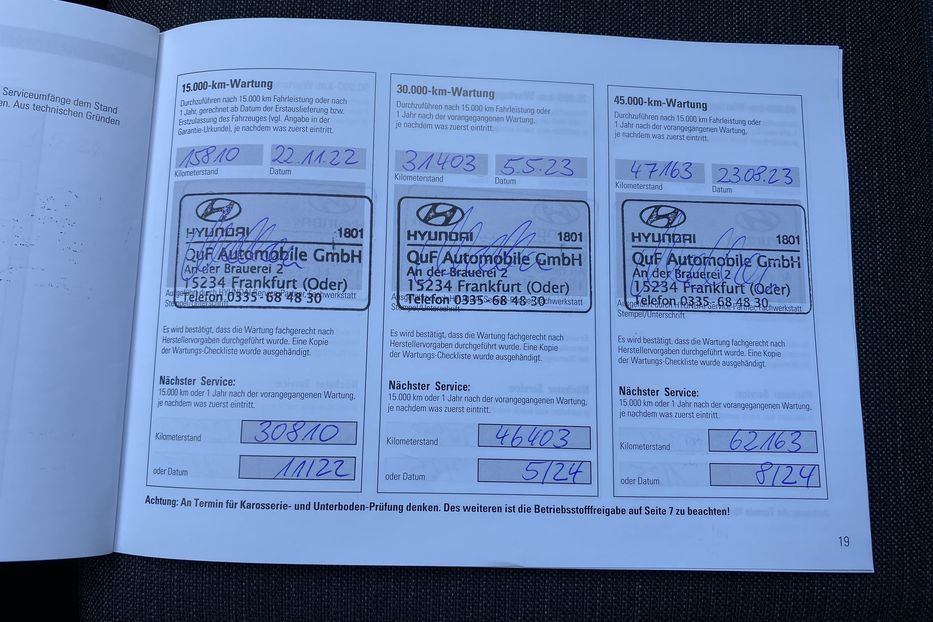 Serviceumfänge dem Stand
en. Aus technischen Gründen
15.000-km-Wartung
Durchzuführen nach 15.000 km Fahrleistung oder nach
1 Jahr, gerechnet ab Datum der Erstauslieferung bzw.
Erstzulassung des Fahrzeuges (vgl. Angabe in der
Garantie-Urkunde), je nachdem was zuerst eintritt.
15810 22.11.22
Kilometerstand Datum
HYUNDAI 1801
QuF Automobile GmbH
An der Brauerei 2
15234 Frankfurt (Oder)
Telefon 0335 - 68 48 30
Stempel/Unterschrift
Es wird bestätigt, dass die Wartung fachgerecht nach
Herstellervorgaben durchgeführt wurde. Eine Kopie
der Wartungs-Checkliste wurde ausgehändigt.
Nächster Service:
15.000 km oder 1 Jahr nach der vorangegangenen Wartung,
je nachdem was zuerst eintritt.
Kilometerstand 30810
oder Datum 11/22
30.000-km-Wartung
Durchzuführen nach 15.000 km Fahrleistung oder
1 Jahr nach der vorangegangenen Wartung,
je nachdem was zuerst eintritt.
31403 5.5.23
Kilometerstand Datum
HYUNDAI 1801
QuF Automobile GmbH
An der Brauerei 2
15234 Frankfurt (Oder)
Telefon 0335 - 68 48 30
Stempel/Unterschrift
Es wird bestätigt, dass die Wartung fachgerecht nach
Herstellervorgaben durchgeführt wurde. Eine Kopie
der Wartungs-Checkliste wurde ausgehändigt.
Nächster Service:
15.000 km oder 1 Jahr nach der vorangegangenen Wartung,
je nachdem was zuerst eintritt.
Kilometerstand 46403
oder Datum 5/24
45.000-km-Wartung
Durchzuführen nach 15.000 km Fahrleistung oder
1 Jahr nach der vorangegangenen Wartung,
je nachdem was zuerst eintritt.
47163 23.08.23
Kilometerstand Datum
HYUNDAI 1801
QuF Automobile GmbH
An der Brauerei 2
15234 Frankfurt (Oder)
Telefon 0335 - 68 48 30
Stempel/Unterschrift
Es wird bestätigt, dass die Wartung fachgerecht nach
Herstellervorgaben durchgeführt wurde. Eine Kopie
der Wartungs-Checkliste wurde ausgehändigt.
Nächster Service:
15.000 km oder 1 Jahr nach der vorangegangenen Wartung,
je nachdem was zuerst eintritt.
Kilometerstand 62163
oder Datum 8/24
Achtung: An Termin für Karosserie- und Unterboden-Prüfung denken. Des weiteren ist die Betriebsstofffreigabe auf Seite 7 zu beachten!
19